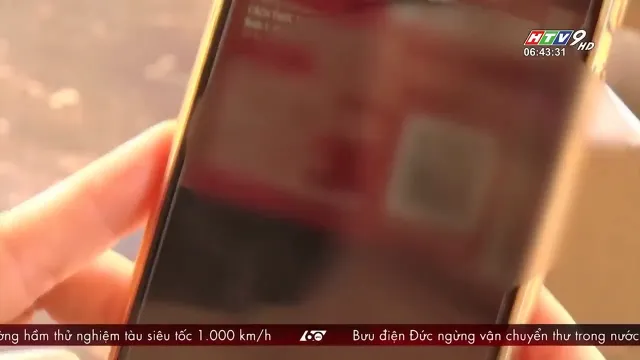 HTV9 HD
06:43:31
ờng hầm thử nghiệm tàu siêu tốc 1.000 km/h 60 Bưu điện Đức ngừng vận chuyển thư trong nước